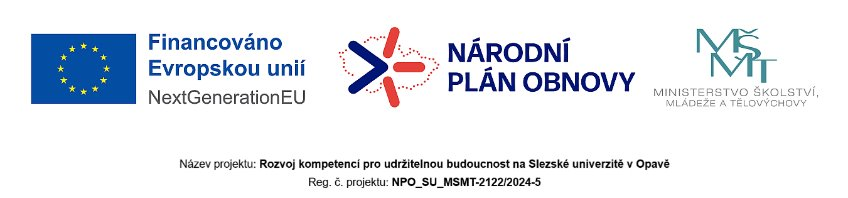 Financováno
Evropskou unií
NextGenerationEU
NÁRODNÍ
PLÁN OBNOVY
MŠMT
MINISTERSTVO ŠKOLSTVÍ,
MLÁDEŽE A TĚLOVÝCHOVY
Název projektu: Rozvoj kompetencí pro udržitelnou budoucnost na Slezské univerzitě v Opavě
Reg. č. projektu: NPO_SU_MSMT-2122/2024-5